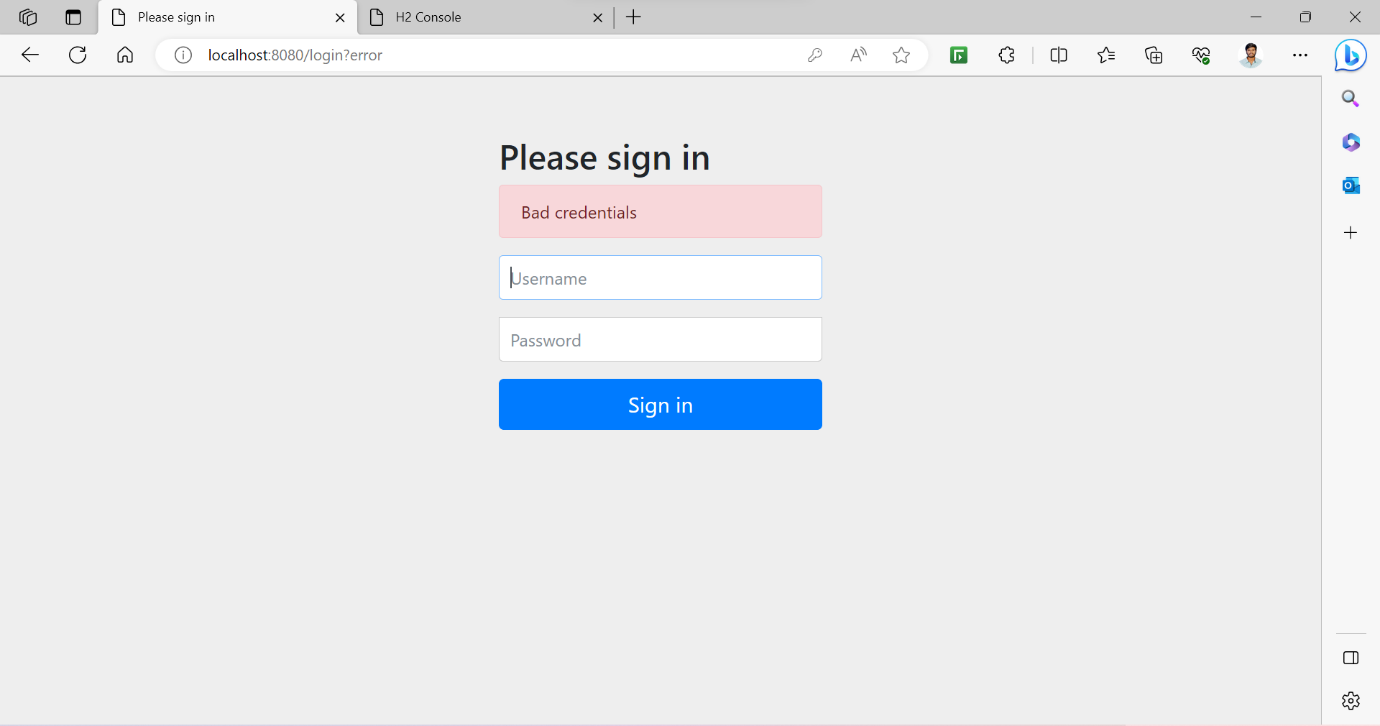 Please sign in
H2 Console
localhost:8080/login?error
Please sign in
Bad credentials
Username
Password
Sign in